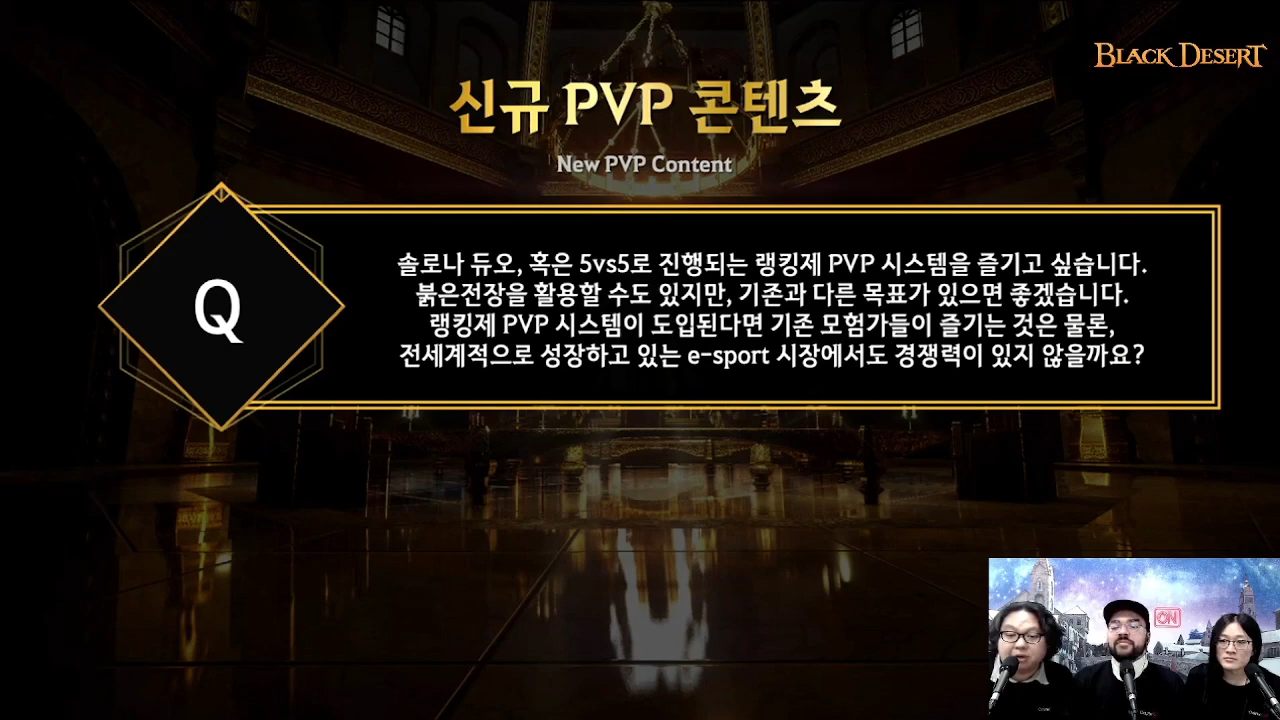 BLACK DESERT
신규 PVP 콘텐츠
New PVP Content
Q
솔로나 듀오, 혹은 5vs5로 진행되는 랭킹제 PVP 시스템을 즐기고 싶습니다.
붉은전장을 활용할 수도 있지만, 기존과 다른 목표가 있으면 좋겠습니다.
랭킹제 PVP 시스템이 도입된다면 기존 모험가들이 즐기는 것은 물론,
전세계적으로 성장하고 있는 e-sport 시장에서도 경쟁력이 있지 않을까요?
ON